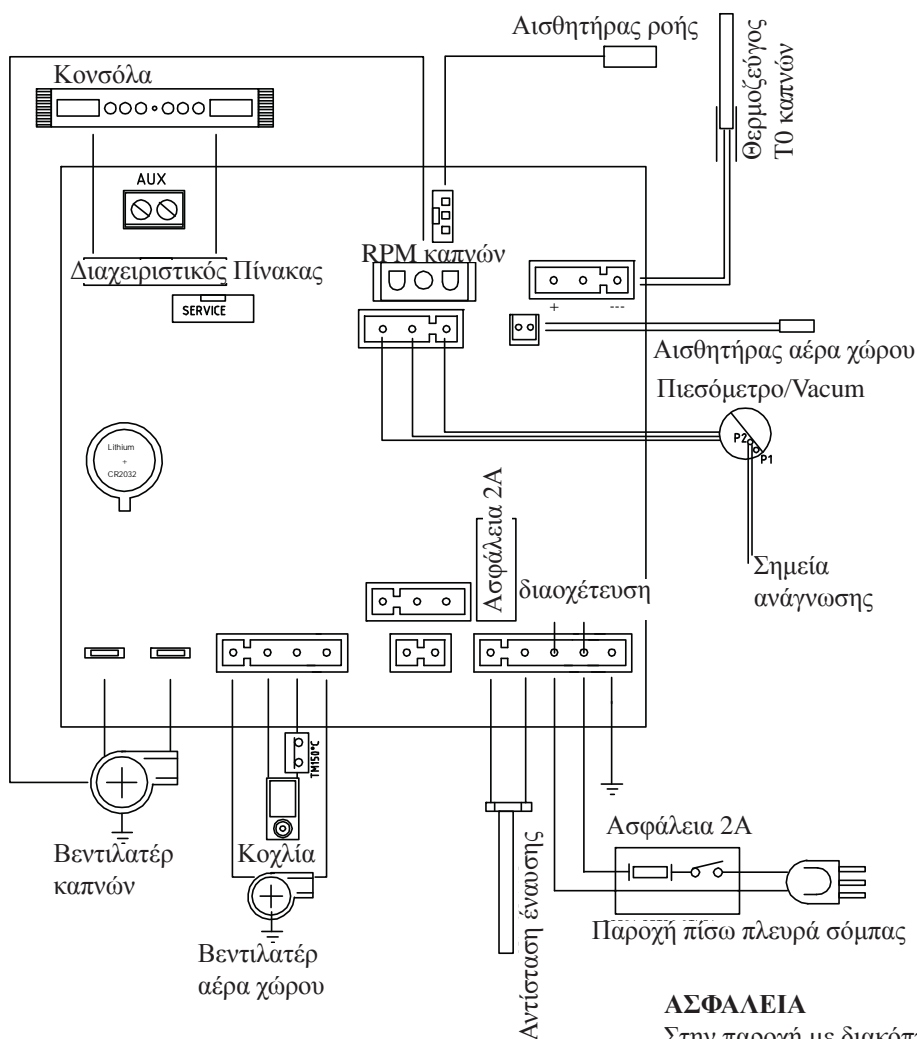 Αισθητήρας ροής
Κονσόλα
Θερμοζεύγος
T0 καπνών
AUX
RPM καπνών
Διαχειριστικός Πίνακας
SERVICE
+ ---
Αισθητήρας αέρα χώρου
Πιεσόμετρο/Vacum
P2
P1
Lithium
+
CR2032
Ασφάλεια 2A
διαοχέτευση
Σημεία
ανάγνωσης
TM150°C
Βεντιλατέρ
καπνών
Κοχλία
Ασφάλεια 2A
Βεντιλατέρ
αέρα χώρου
Αντίσταση έναυσης
Παροχή πίσω πλευρά σόμπας
ΑΣΦΑΛΕΙΑ